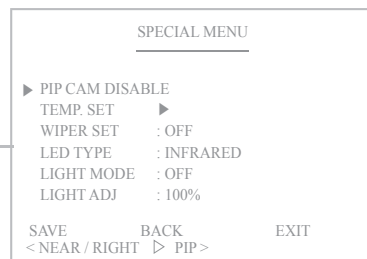 SPECIAL MENU
▶ PIP CAM DISABLE
TEMP. SET ▶
WIPER SET : OFF
LED TYPE : INFRARED
LIGHT MODE : OFF
LIGHT ADJ : 100%
SAVE BACK EXIT
< NEAR / RIGHT ▷ PIP >